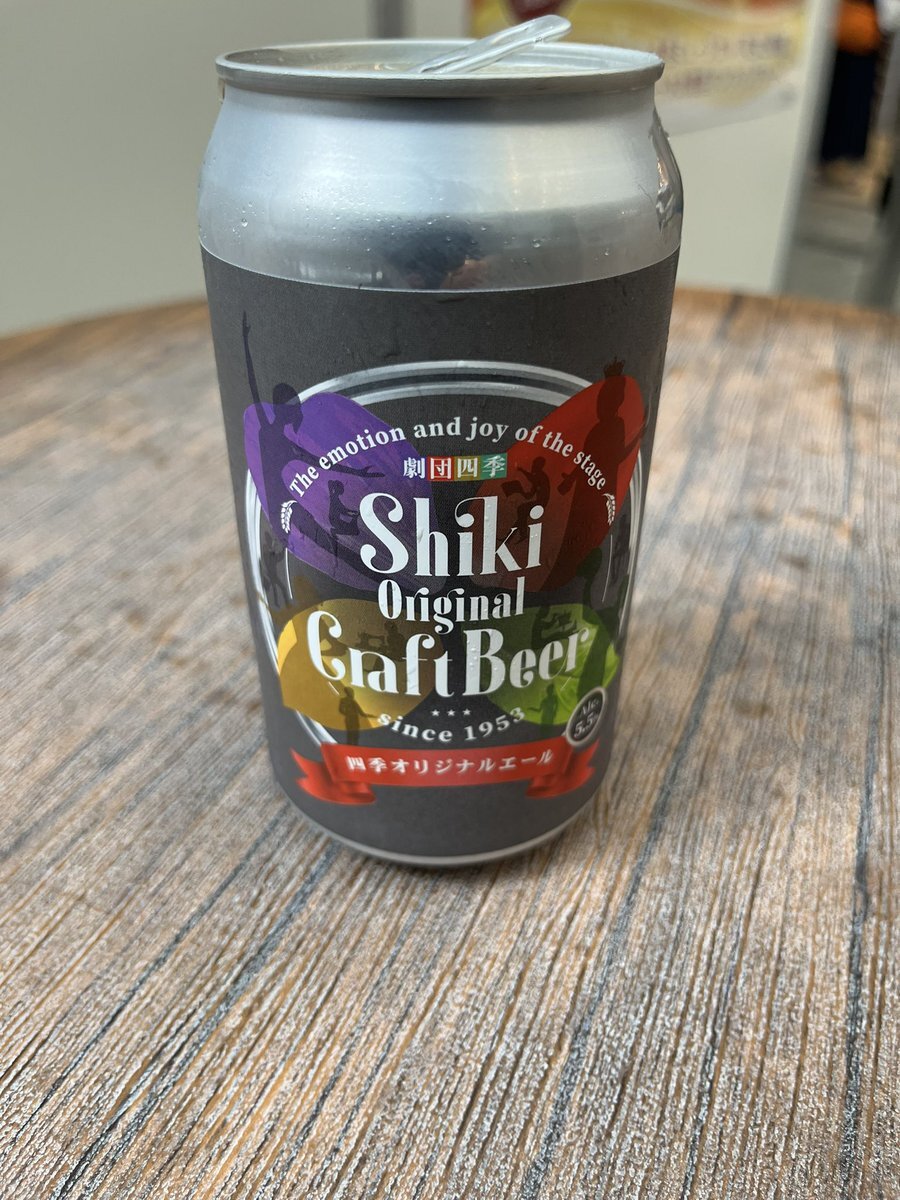 The emotion and joy of the stage
劇団四季
Shiki
Original
Craft Beer
since 1953
Alc.
5.5%
四季オリジナルエール